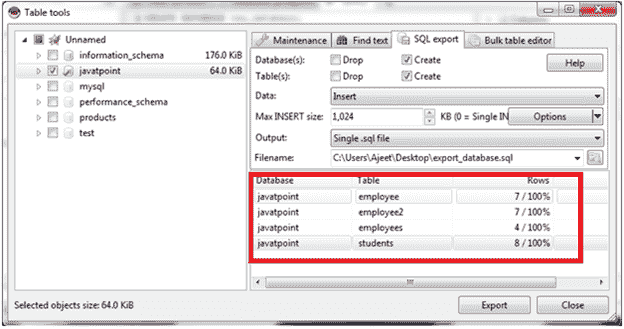 Table tools
Unnamed
information_schema 176.0 KiB
javatpoint 64.0 KiB
mysql
performance_schema
products
test
Maintenance Find text SQL export Bulk table editor
Database(s): Drop Create
Table(s): Drop Create
Help
Data: Insert
Max INSERT size: 1,024 KB (0 = Single IN Options
Output: Single .sql file
Filename: C:\Users\Ajeet\Desktop\export_database.sql
Database Table Rows
javatpoint employee 7 / 100%
javatpoint employee2 7 / 100%
javatpoint employees 4 / 100%
javatpoint students 8 / 100%
Selected objects size: 64.0 KiB
Export Close